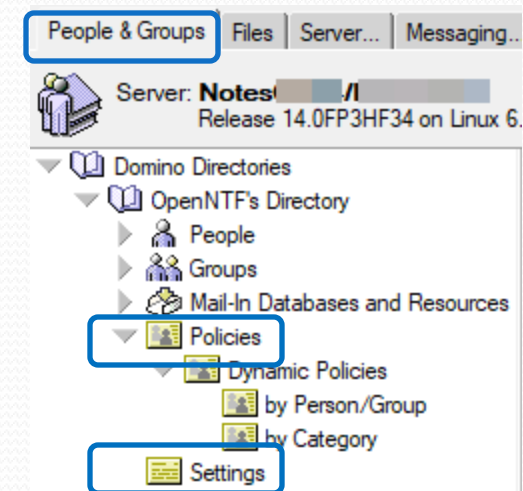 People & Groups Files Server... Messaging..
Server: Notes /
Release 14.0FP3HF34 on Linux 6.
Domino Directories
OpenNTF's Directory
People
Groups
Mail-In Databases and Resources
Policies
Dynamic Policies
by Person/Group
by Category
Settings